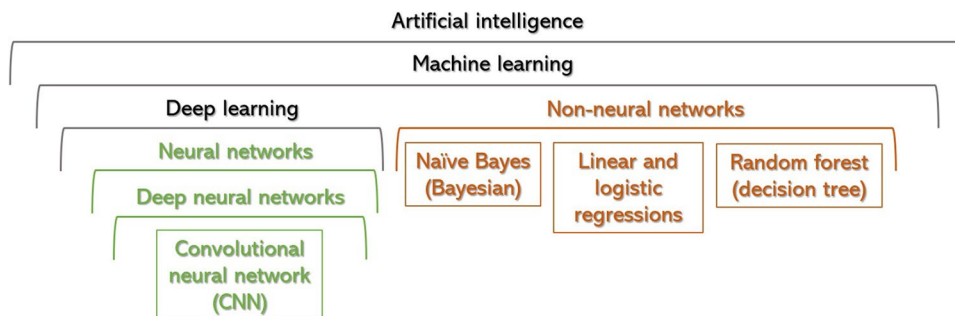 Artificial intelligence
Machine learning
Deep learning
Non-neural networks
Neural networks
Deep neural networks
Convolutional
neural network
(CNN)
Naïve Bayes
(Bayesian)
Linear and
logistic
regressions
Random forest
(decision tree)